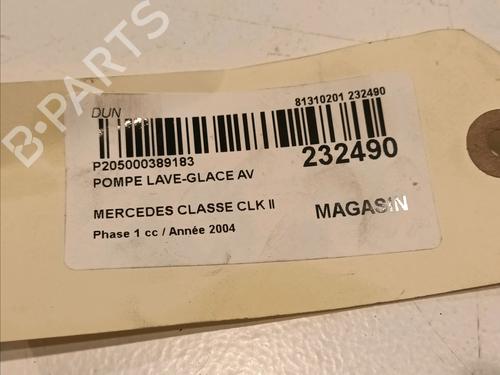 B-PARTS
DUN
81310201 232490
P205000389183
232490
POMPE LAVE-GLACE AV
MERCEDES CLASSE CLK II
MAGASIN
Phase 1 cc / Année 2004